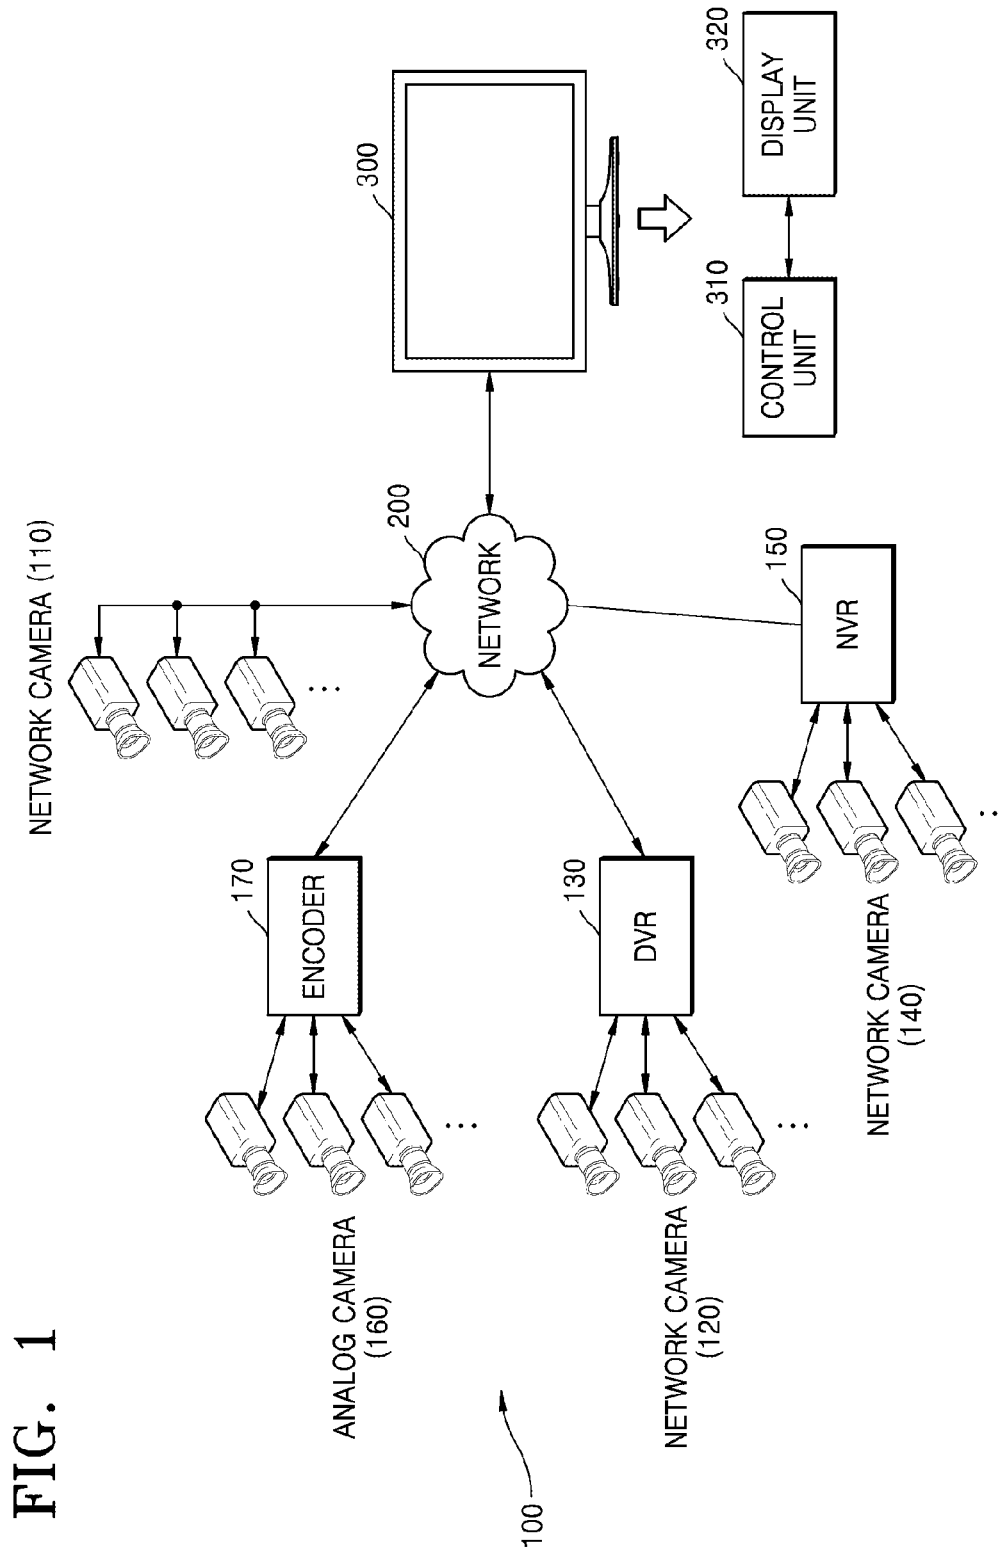 FIG. 1
NETWORK CAMERA (110)
170
ENCODER
ANALOG CAMERA
(160)
200
NETWORK
300
130
DVR
NETWORK CAMERA
(120)
150
NVR
NETWORK CAMERA
(140)
310
CONTROL
UNIT
320
DISPLAY
UNIT
100